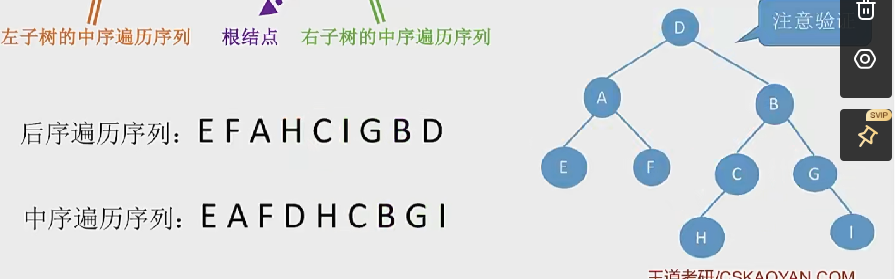 左子树的中序遍历序列 根结点 右子树的中序遍历序列
注意验证
SVIP
D
A B
E F C G
H I
后序遍历序列: E F A H C I G B D
中序遍历序列: E A F D H C B G I
王道考研/CSKAOYAN.COM